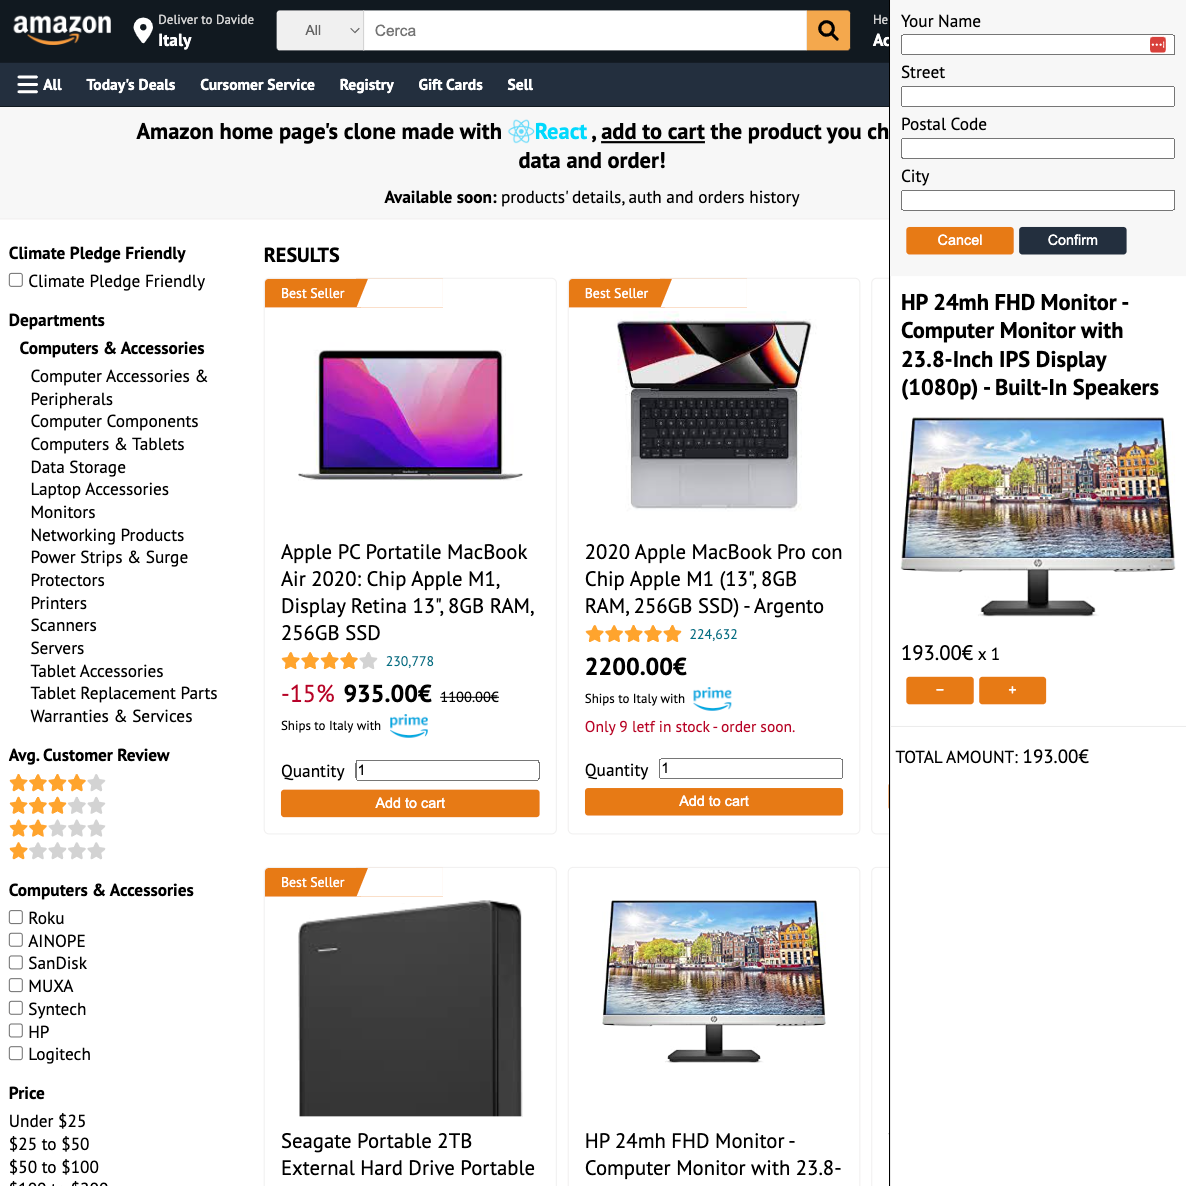 amazon
Deliver to Davide
Italy
All
Cerca
He
Ac
All
Today's Deals
Cursomer Service
Registry
Gift Cards
Sell
Amazon home page's clone made with React , add to cart the product you ch
data and order!
Available soon: products' details, auth and orders history
Climate Pledge Friendly
Climate Pledge Friendly
Departments
Computers & Accessories
Computer Accessories &
Peripherals
Computer Components
Computers & Tablets
Data Storage
Laptop Accessories
Monitors
Networking Products
Power Strips & Surge
Protectors
Printers
Scanners
Servers
Tablet Accessories
Tablet Replacement Parts
Warranties & Services
Avg. Customer Review
Computers & Accessories
Roku
AINOPE
SanDisk
MUXA
Syntech
HP
Logitech
Price
Under $25
$25 to $50
$50 to $100
RESULTS
Best Seller
Apple PC Portatile MacBook
Air 2020: Chip Apple M1,
Display Retina 13", 8GB RAM,
256GB SSD
230,778
-15% 935.00€ 1100.00€
Ships to Italy with prime
Quantity 1
Add to cart
Best Seller
2020 Apple MacBook Pro con
Chip Apple M1 (13", 8GB
RAM, 256GB SSD) - Argento
224,632
2200.00€
Ships to Italy with prime
Only 9 letf in stock - order soon.
Quantity 1
Add to cart
Best Seller
Seagate Portable 2TB
External Hard Drive Portable
HP 24mh FHD Monitor -
Computer Monitor with 23.8-
Your Name
Street
Postal Code
City
Cancel
Confirm
HP 24mh FHD Monitor -
Computer Monitor with
23.8-Inch IPS Display
(1080p) - Built-In Speakers
193.00€ x 1
−
+
TOTAL AMOUNT: 193.00€